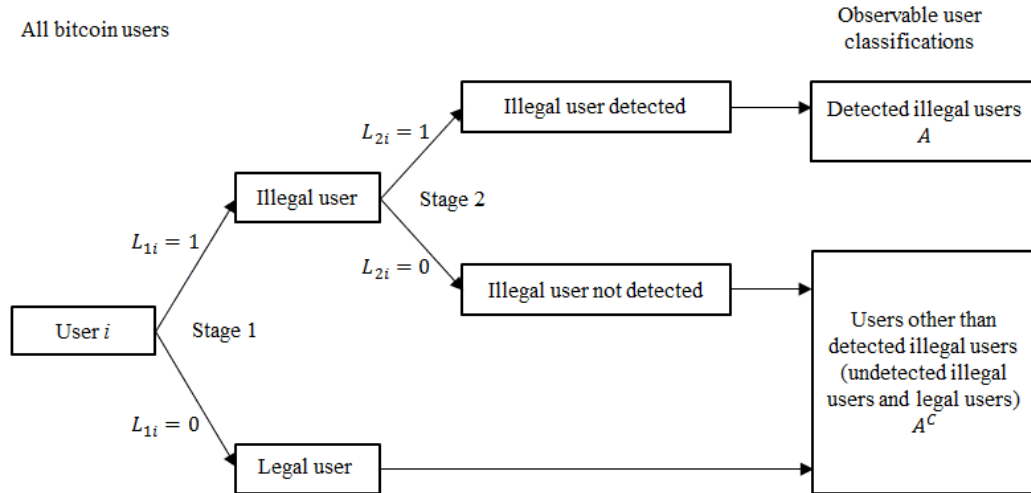 All bitcoin users
Observable user
classifications
Illegal user detected
Detected illegal users
A
L₂ᵢ = 1
Illegal user
Stage 2
L₁ᵢ = 1
L₂ᵢ = 0
Illegal user not detected
User i
Stage 1
Users other than
detected illegal users
(undetected illegal
users and legal users)
Aᶜ
L₁ᵢ = 0
Legal user